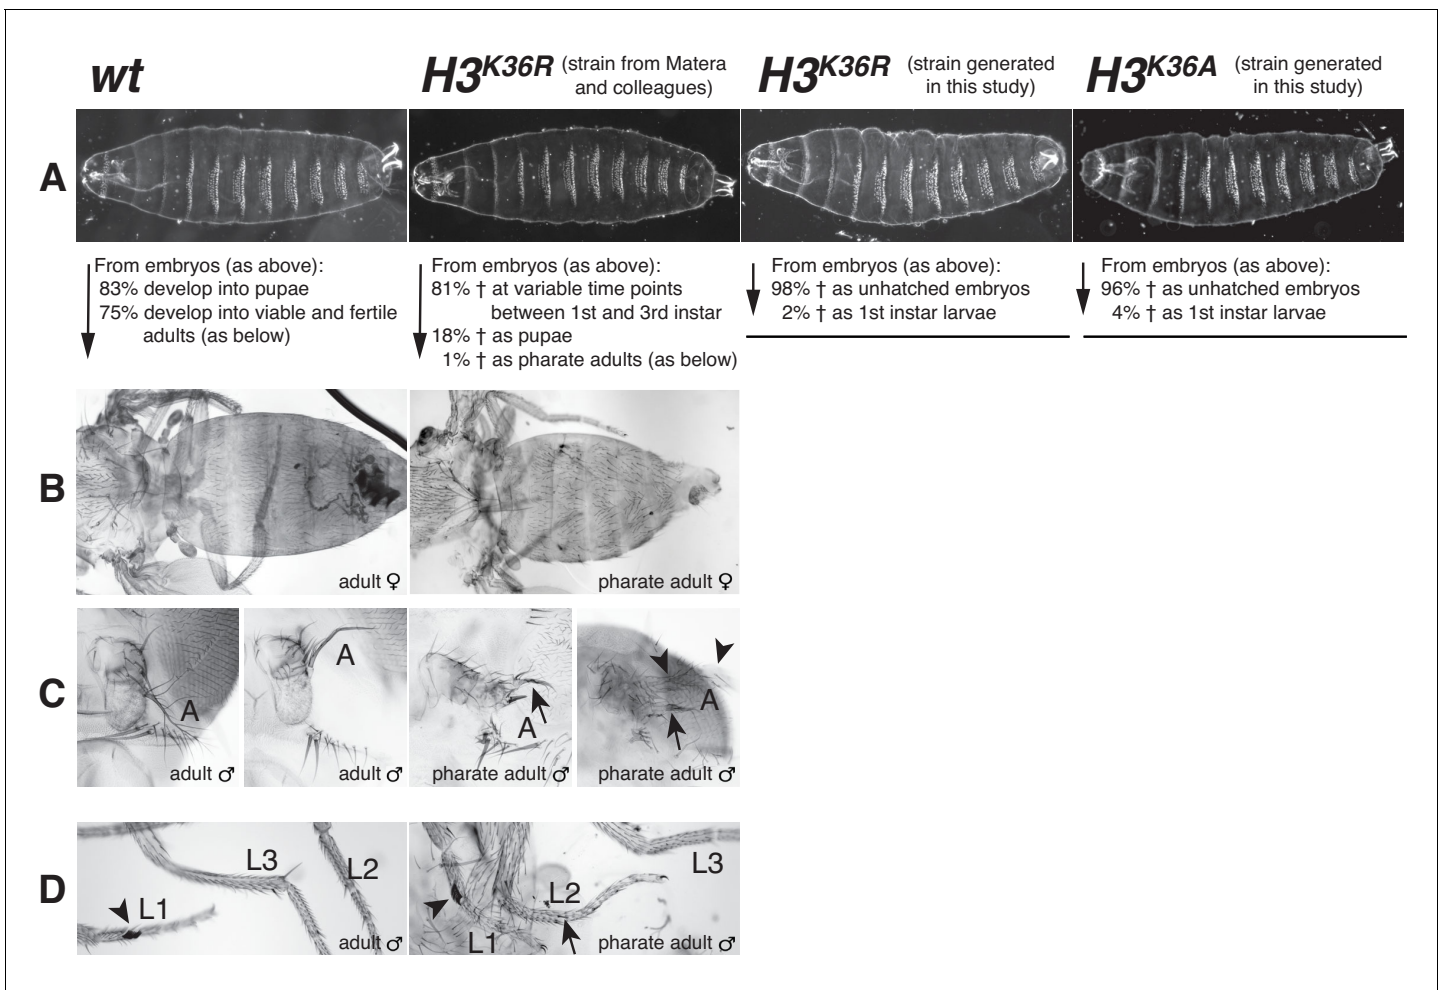 wt
H3K36R (strain from Matera
and colleagues)
H3K36R (strain generated
in this study)
H3K36A (strain generated
in this study)
A
From embryos (as above):
83% develop into pupae
75% develop into viable and fertile
adults (as below)
From embryos (as above):
81% † at variable time points
between 1st and 3rd instar
18% † as pupae
1% † as pharate adults (as below)
From embryos (as above):
98% † as unhatched embryos
2% † as 1st instar larvae
From embryos (as above):
96% † as unhatched embryos
4% † as 1st instar larvae
B
adult ♀
pharate adult ♀
C
A
adult ♂
A
adult ♂
A
pharate adult ♂
A
pharate adult ♂
D
L1
L3
L2
adult ♂
L1
L2
L3
pharate adult ♂